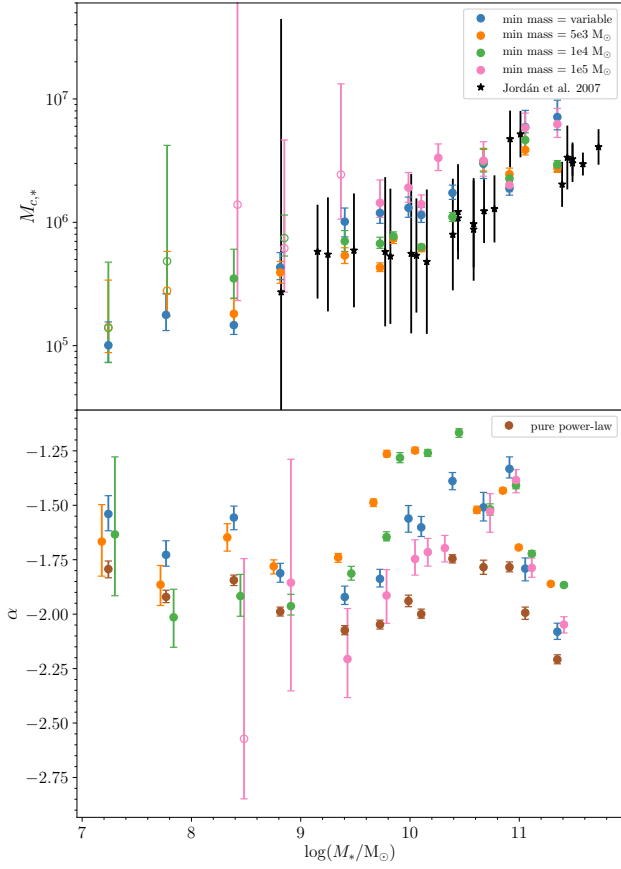 min mass = variable
min mass = 5e3 M⊙
min mass = 1e4 M⊙
min mass = 1e5 M⊙
Jordán et al. 2007
10⁷
10⁶
10⁵
M_{c,*}
pure power-law
−1.25
−1.50
−1.75
−2.00
−2.25
−2.50
−2.75
α
7 8 9 10 11
log(M_*/M⊙)